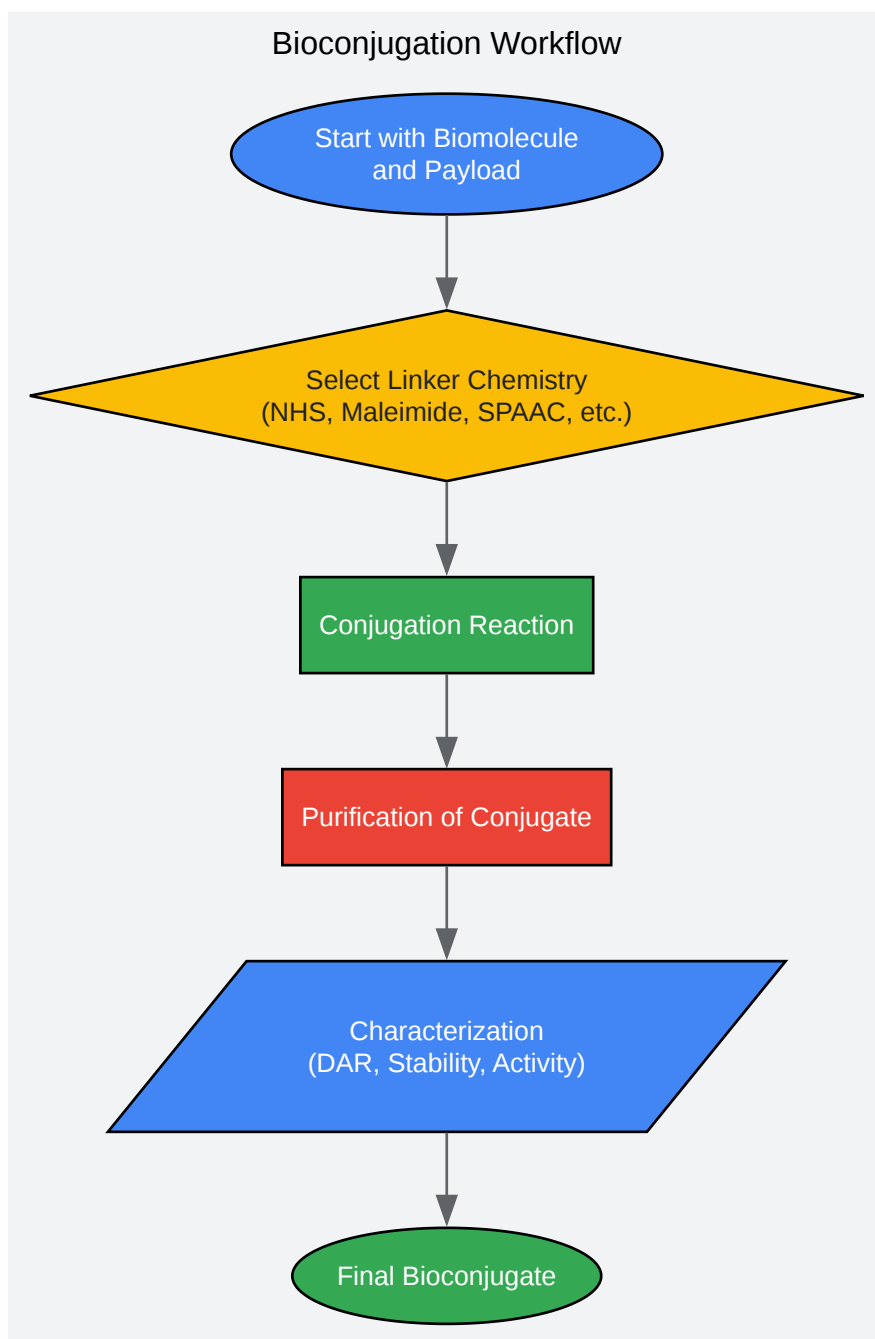 Bioconjugation Workflow
Start with Biomolecule
and Payload
Select Linker Chemistry
(NHS, Maleimide, SPAAC, etc.)
Conjugation Reaction
Purification of Conjugate
Characterization
(DAR, Stability, Activity)
Final Bioconjugate